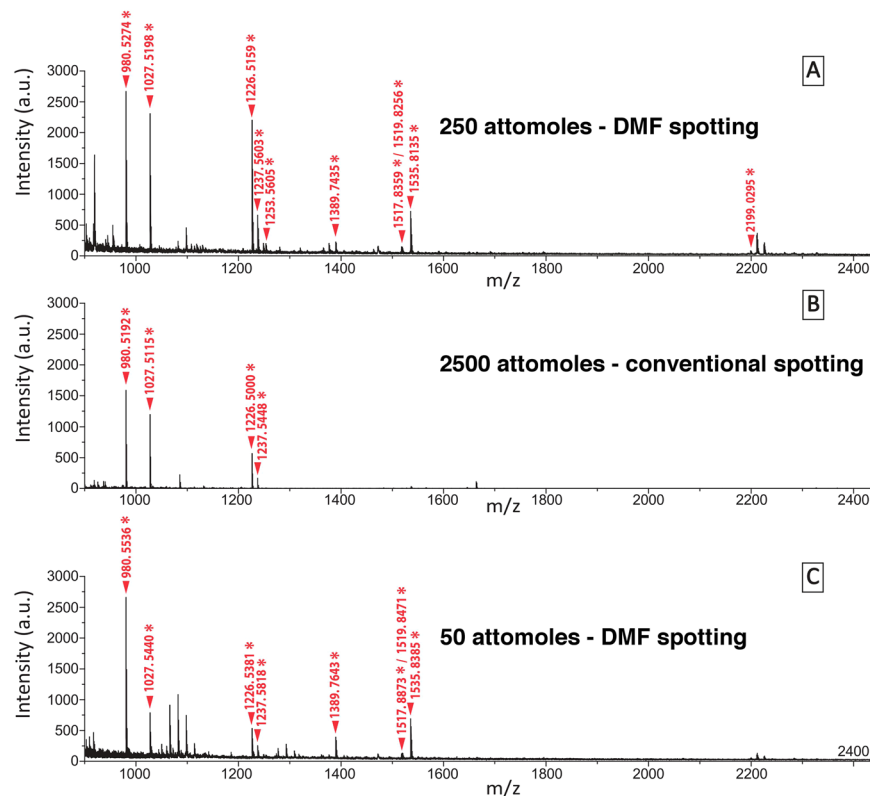 980.5274 *
1027.5198 *
1226.5159 *
1237.5603 *
1253.5605 *
1389.7435 *
1517.8359 * / 1519.8256 *
1535.8135 *
2199.0295 *
A
250 attomoles - DMF spotting
Intensity (a.u.)
3000
2500
2000
1500
1000
500
0
1000 1200 1400 1600 1800 2000 2200 2400
m/z
980.5192 *
1027.5115 *
1226.5000 *
1237.5448 *
B
2500 attomoles - conventional spotting
Intensity (a.u.)
3000
2500
2000
1500
1000
500
0
1000 1200 1400 1600 1800 2000 2200 2400
m/z
980.5536 *
1027.5440 *
1226.5381 *
1237.5818 *
1389.7643 *
1517.8873 * / 1519.8471 *
1535.8385 *
C
50 attomoles - DMF spotting
Intensity (a.u.)
3000
2500
2000
1500
1000
500
0
1000 1200 1400 1600 1800 2000 2200 2400
m/z